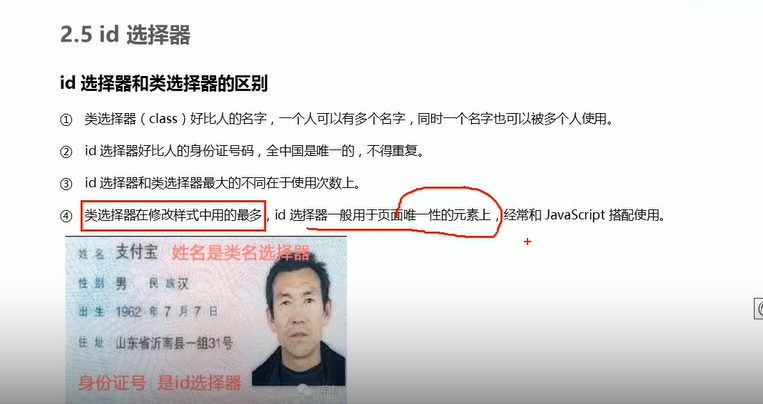 2.5 id 选择器
id 选择器和类选择器的区别
① 类选择器(class)好比人的名字,一个人可以有多个名字,同时一个名字也可以被多个人使用。
② id 选择器好比人的身份证号码,全中国是唯一的,不得重复。
③ id 选择器和类选择器最大的不同在于使用次数上。
④ 类选择器在修改样式中用的最多,id 选择器一般用于页面唯一性的元素上,经常和 JavaScript 搭配使用。
姓名 支付宝 姓名是类名选择器
性别 男 民族汉
出生 1962 年 7 月 7 日
住址 山东省沂南县一组31号
身份证号 是id选择器